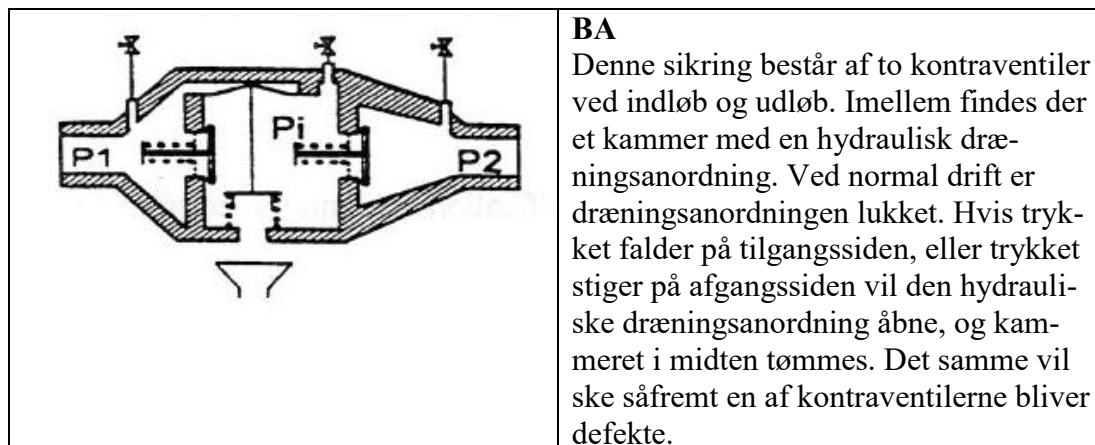 P1
Pi
P2
BA
Denne sikring består af to kontraventiler
ved indløb og udløb. Imellem findes der
et kammer med en hydraulisk dræ-
ningsanordning. Ved normal drift er
dræningsanordningen lukket. Hvis tryk-
ket falder på tilgangssiden, eller trykket
stiger på afgangssiden vil den hydrauli-
ske dræningsanordning åbne, og kam-
meret i midten tømmes. Det samme vil
ske såfremt en af kontraventilerne bliver
defekte.